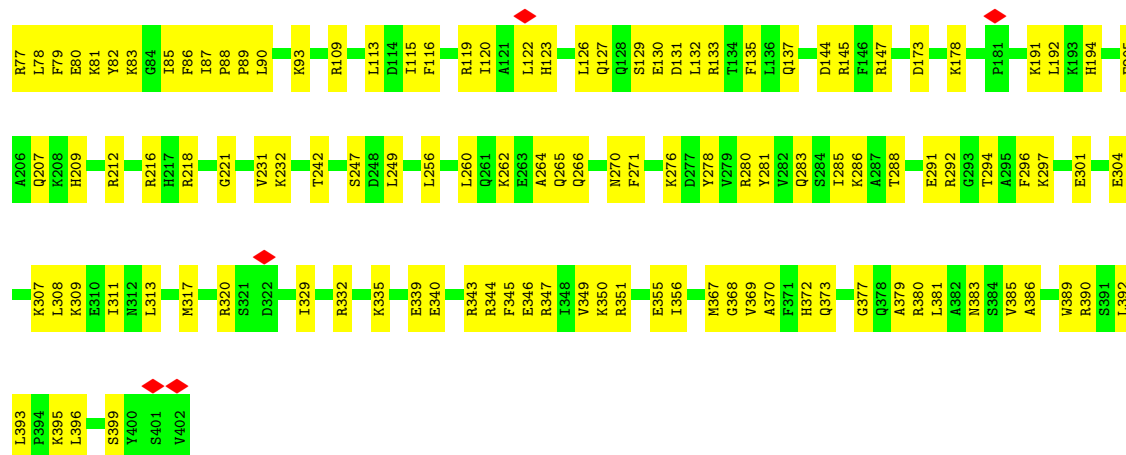 R77 L78 F79 E80 K81 Y82 K83 G84 I85 F86 I87 P88 P89 L90 K93 R109 L113 D114 I115 F116 R119 I120 A121 L122 H123 L126 Q127 Q128 S129 E130 D131 L132 R133 T134 F135 L136 Q137 D144 R145 F146 R147 D173 K178 P181 K191 L192 K193 H194
A206 Q207 K208 H209 R212 R216 H217 R218 G221 V231 K232 T242 S247 D248 L249 L256 L260 Q261 K262 E263 A264 Q265 Q266 N270 F271 K276 D277 Y278 V279 R280 Y281 V282 Q283 S284 I285 K286 A287 T288 E291 R292 G293 T294 A295 F296 K297 E301 E304
K307 L308 K309 E310 I311 N312 L313 M317 R320 S321 D322 I329 R332 K335 E339 E340 R343 R344 F345 E346 R347 I348 V349 K350 R351 E355 I356 M367 G368 V369 A370 F371 H372 Q373 G377 Q378 A379 R380 L381 A382 N383 S384 V385 A386 W389 R390 S391 L392
L393 P394 K395 L396 S399 Y400 S401 V402